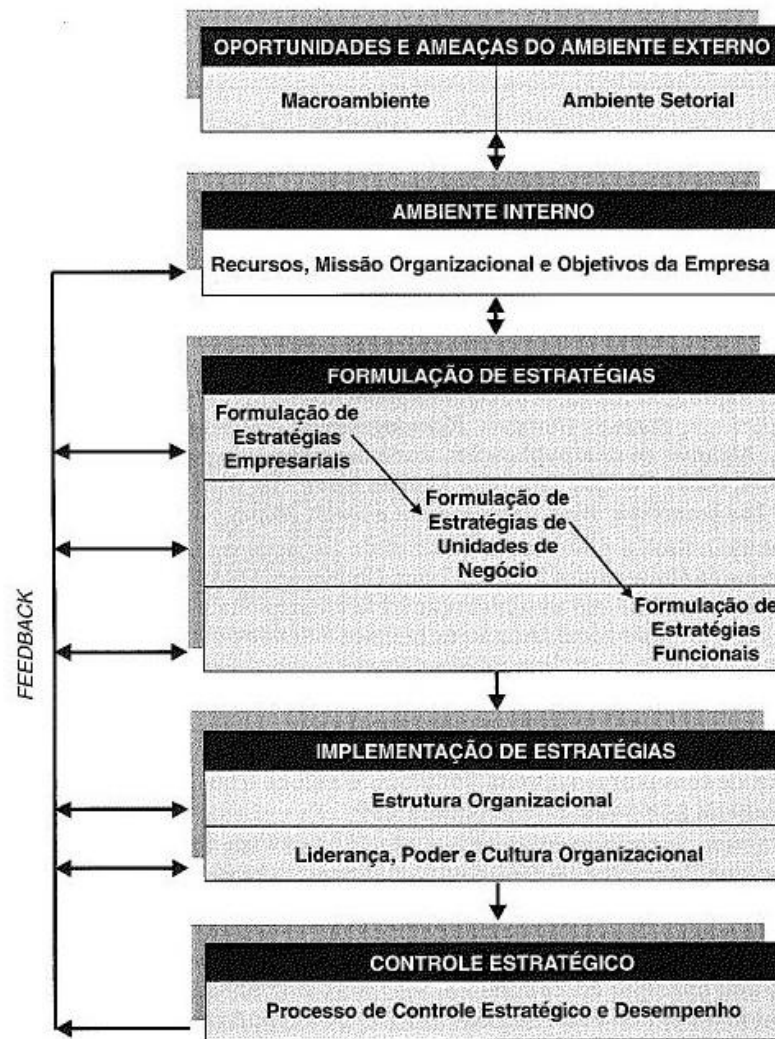 OPORTUNIDADES E AMEAÇAS DO AMBIENTE EXTERNO
Macroambiente
Ambiente Setorial
AMBIENTE INTERNO
Recursos, Missão Organizacional e Objetivos da Empresa
FORMULAÇÃO DE ESTRATÉGIAS
Formulação de
Estratégias
Empresariais
Formulação de
Estratégias de
Unidades de
Negócio
Formulação de
Estratégias
Funcionais
FEEDBACK
IMPLEMENTAÇÃO DE ESTRATÉGIAS
Estrutura Organizacional
Liderança, Poder e Cultura Organizacional
CONTROLE ESTRATÉGICO
Processo de Controle Estratégico e Desempenho